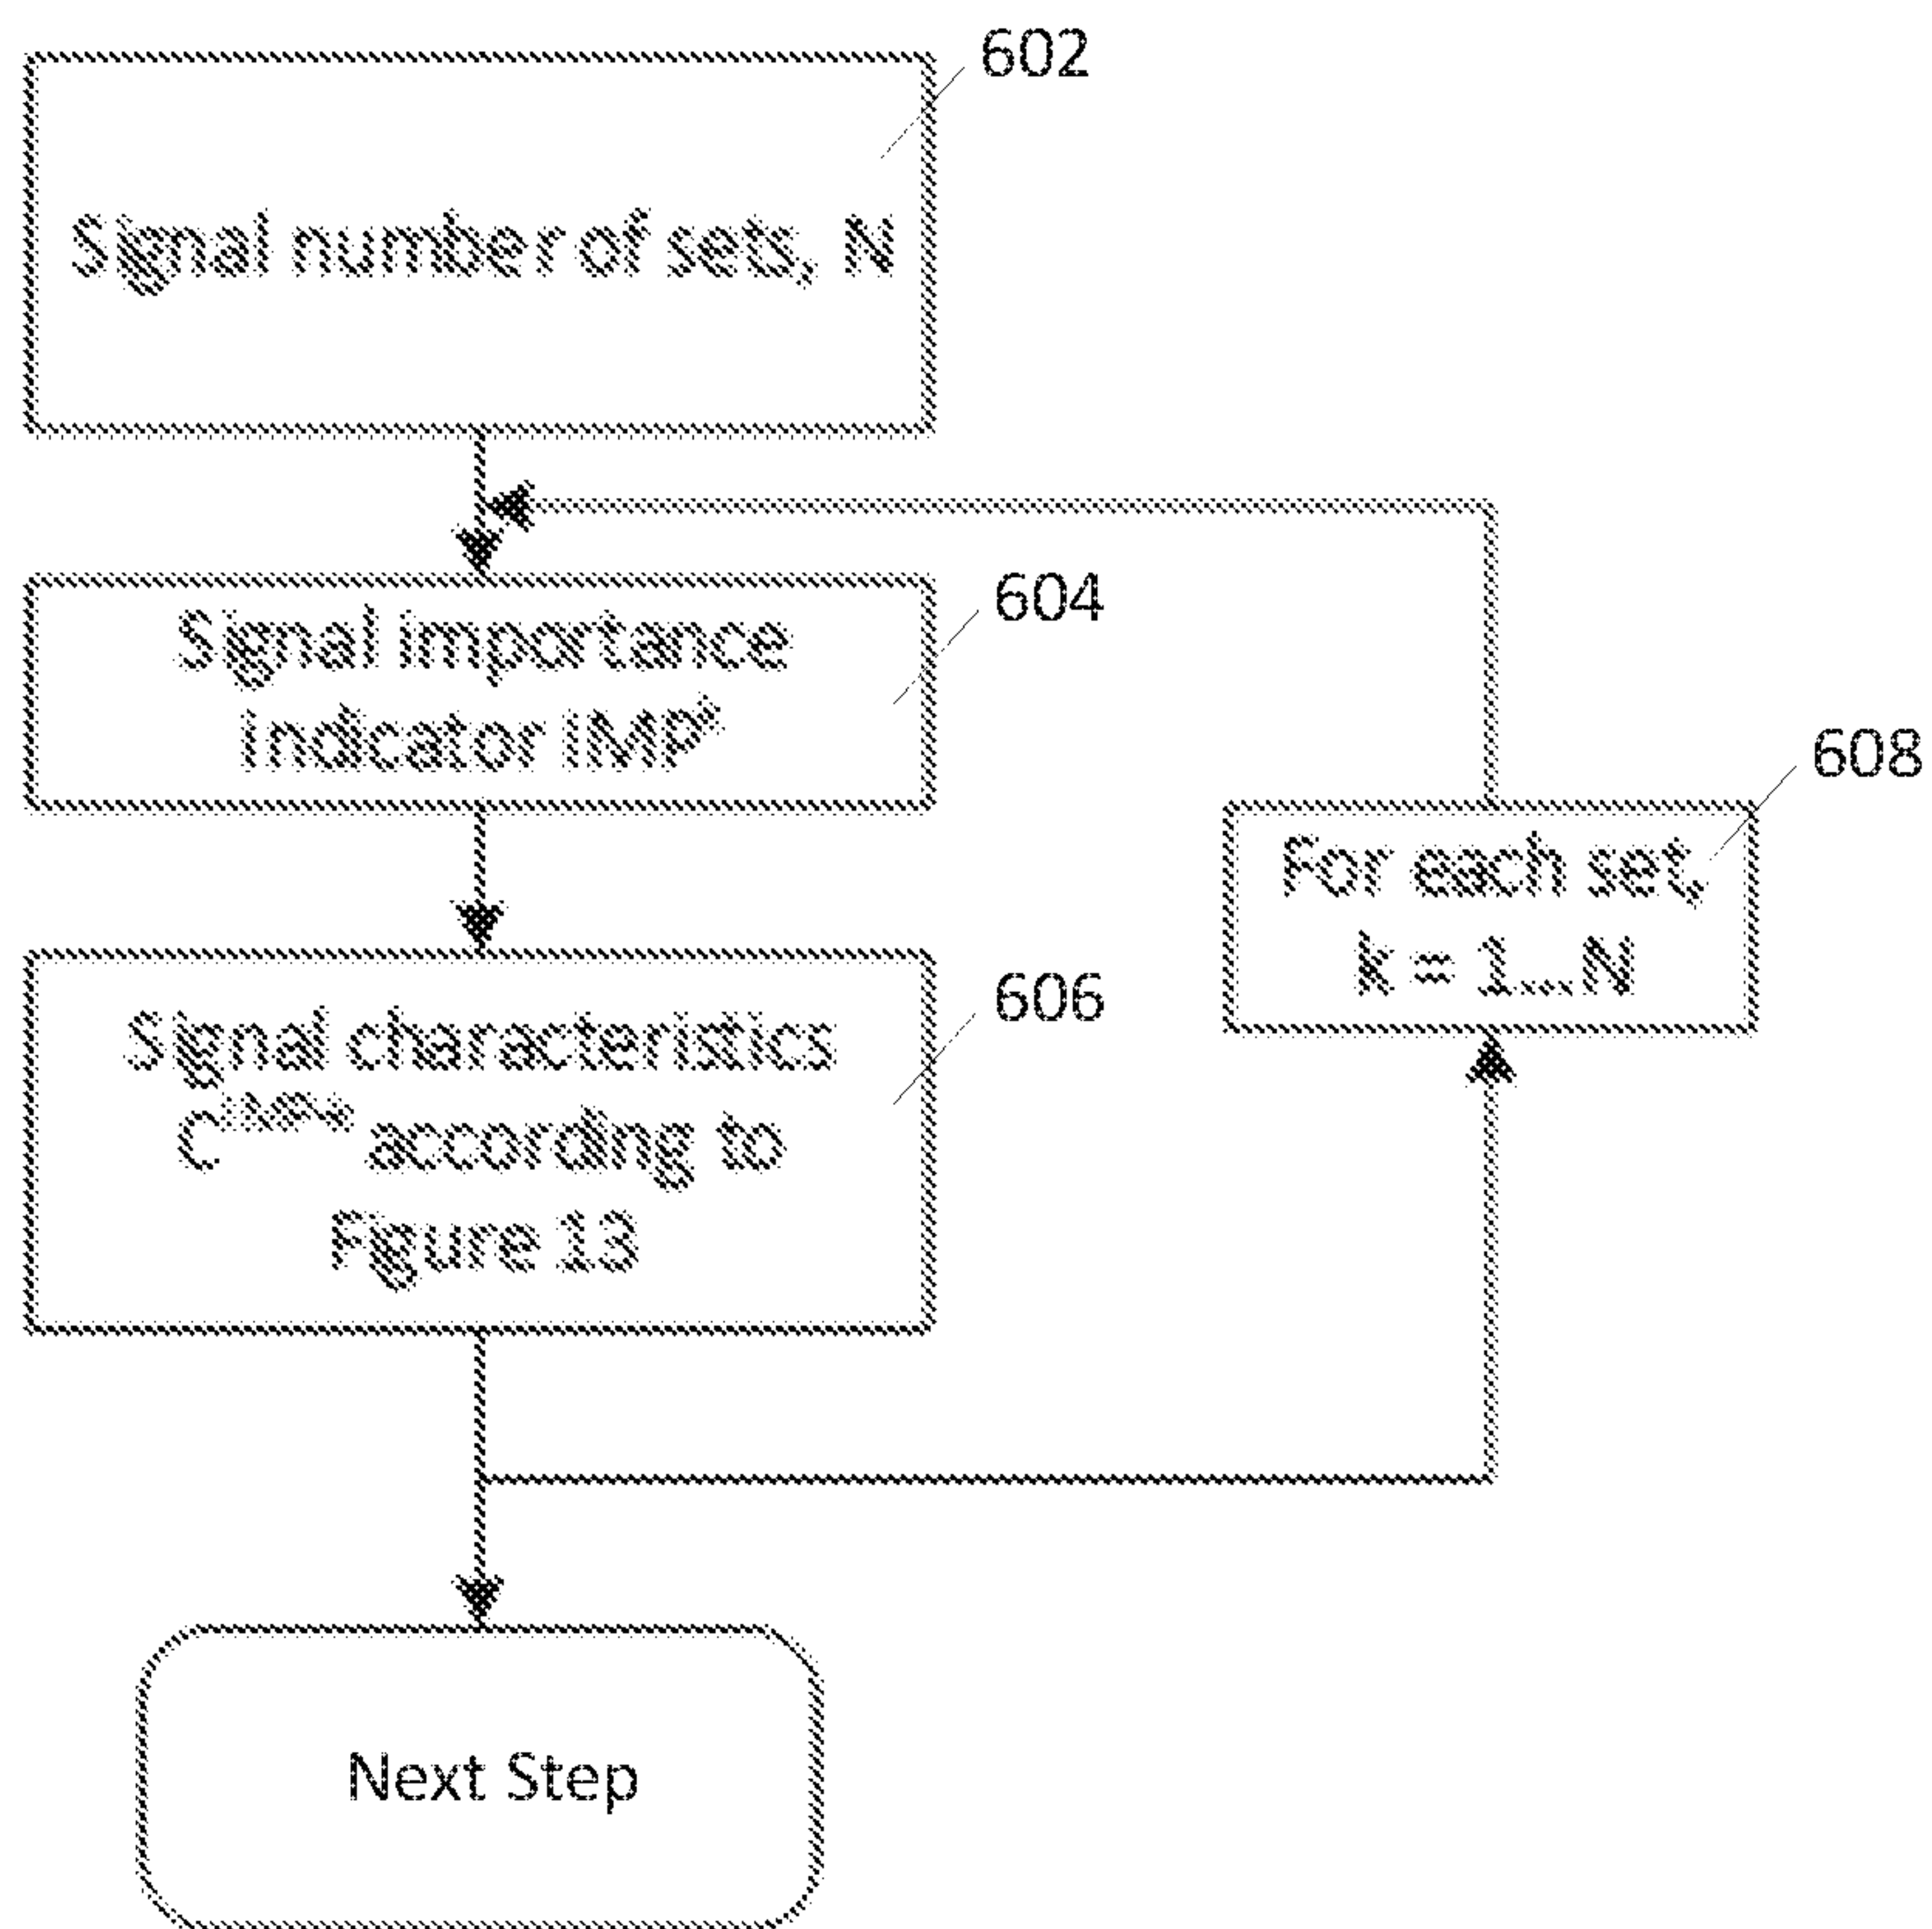 602
Signal number of sets, N
604
Signal importance
indicator IMP
608
For each set,
k = 1...N
606
Signal characteristics
according to
Figure 13
Next Step